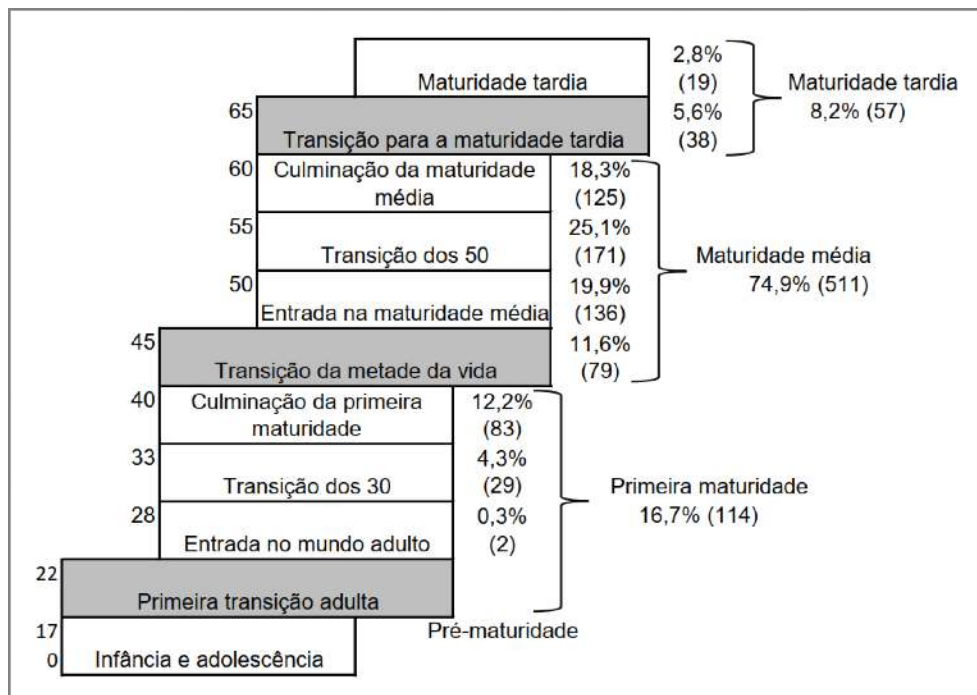 2,8%
Maturidade tardia
(19)
Maturidade tardia
8,2% (57)
65
5,6%
Transição para a maturidade tardia
(38)
60
Culminação da maturidade
média
18,3%
(125)
55
Transição dos 50
25,1%
(171)
Maturidade média
74,9% (511)
50
Entrada na maturidade média
19,9%
(136)
45
Transição da metade da vida
11,6%
(79)
40
Culminação da primeira
maturidade
12,2%
(83)
33
Transição dos 30
4,3%
(29)
Primeira maturidade
16,7% (114)
28
Entrada no mundo adulto
0,3%
(2)
22
Primeira transição adulta
17
Pré-maturidade
0
Infância e adolescência